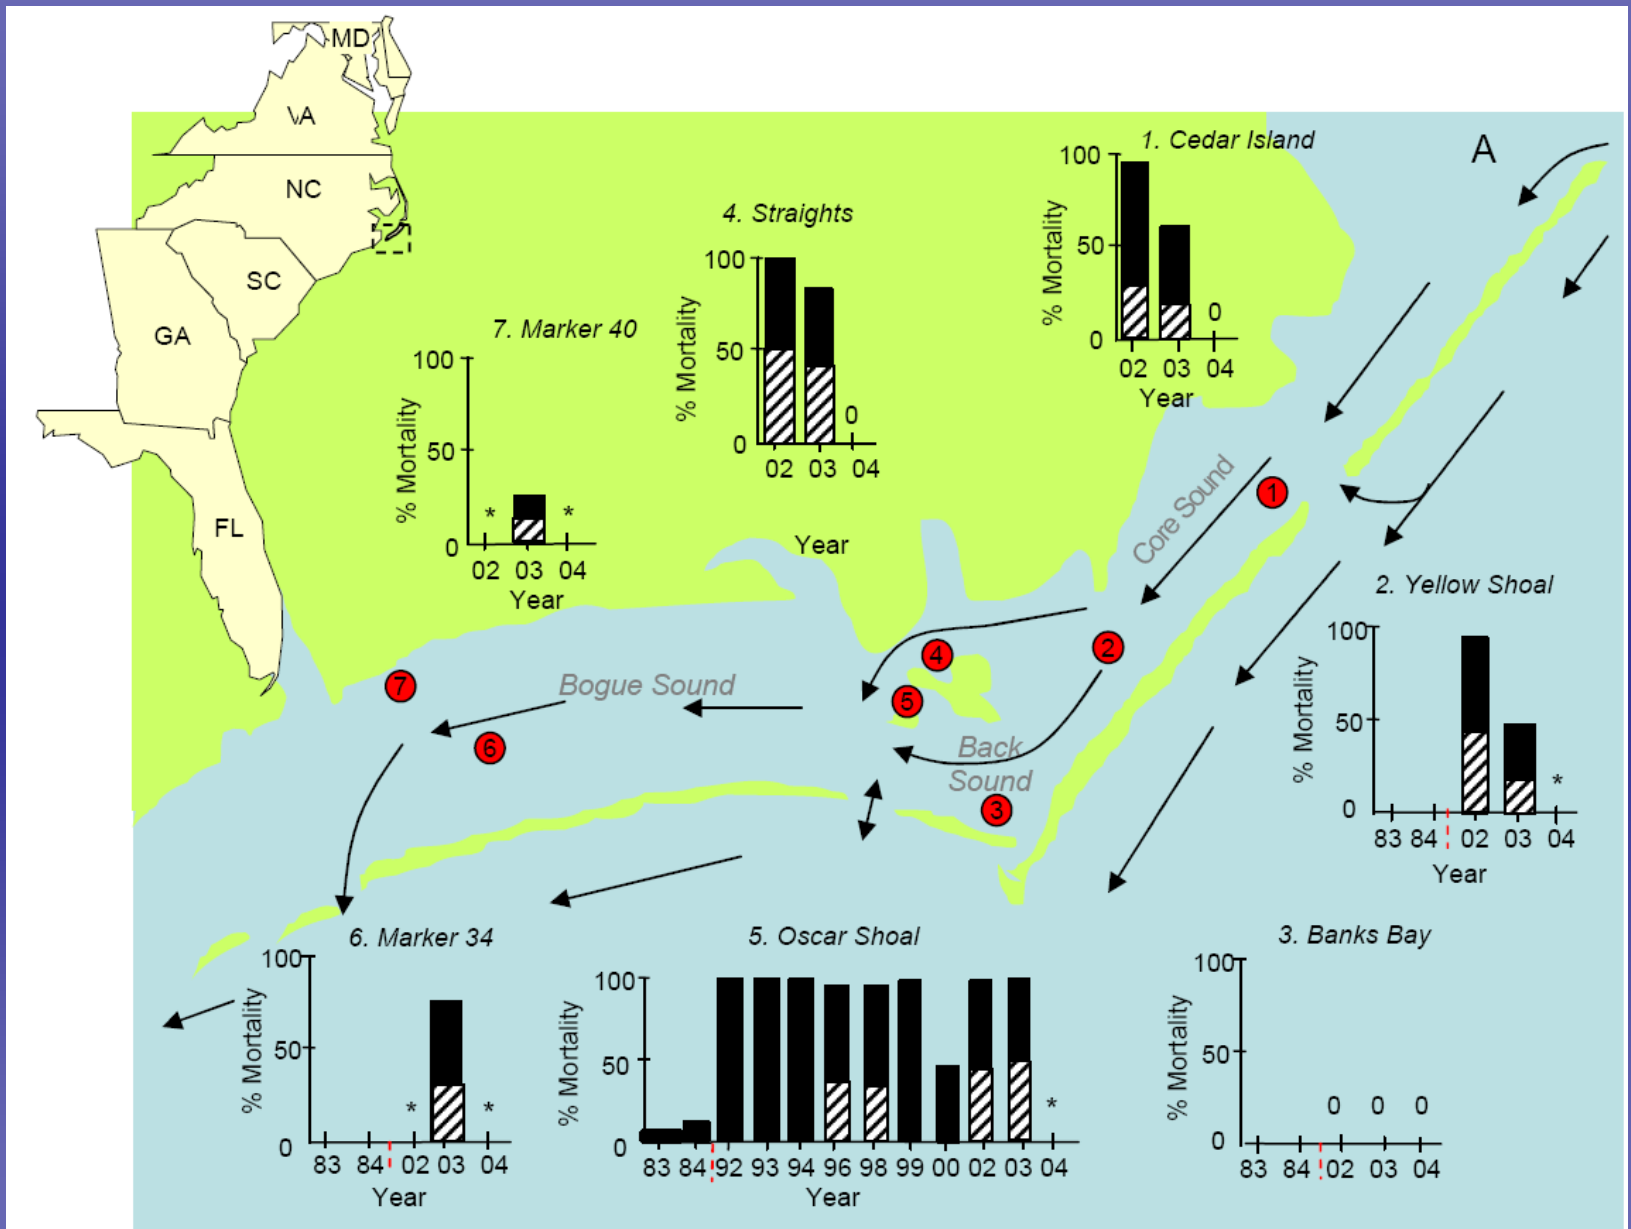 MD
VA
NC
SC
GA
FL
A
1. Cedar Island
100
50
0
% Mortality
0
02 03 04
Year
4. Straights
100
50
0
% Mortality
0
02 03 04
Year
7. Marker 40
100
50
0
% Mortality
* *
02 03 04
Year
Core Sound
1
2
3
4
5
6
7
Bogue Sound
Back
Sound
2. Yellow Shoal
100
50
0
% Mortality
*
83 84 02 03 04
Year
6. Marker 34
100
50
0
% Mortality
* *
83 84 02 03 04
Year
5. Oscar Shoal
100
50
0
% Mortality
*
83 84 92 93 94 96 98 99 00 02 03 04
Year
3. Banks Bay
100
50
0
% Mortality
0 0 0
83 84 02 03 04